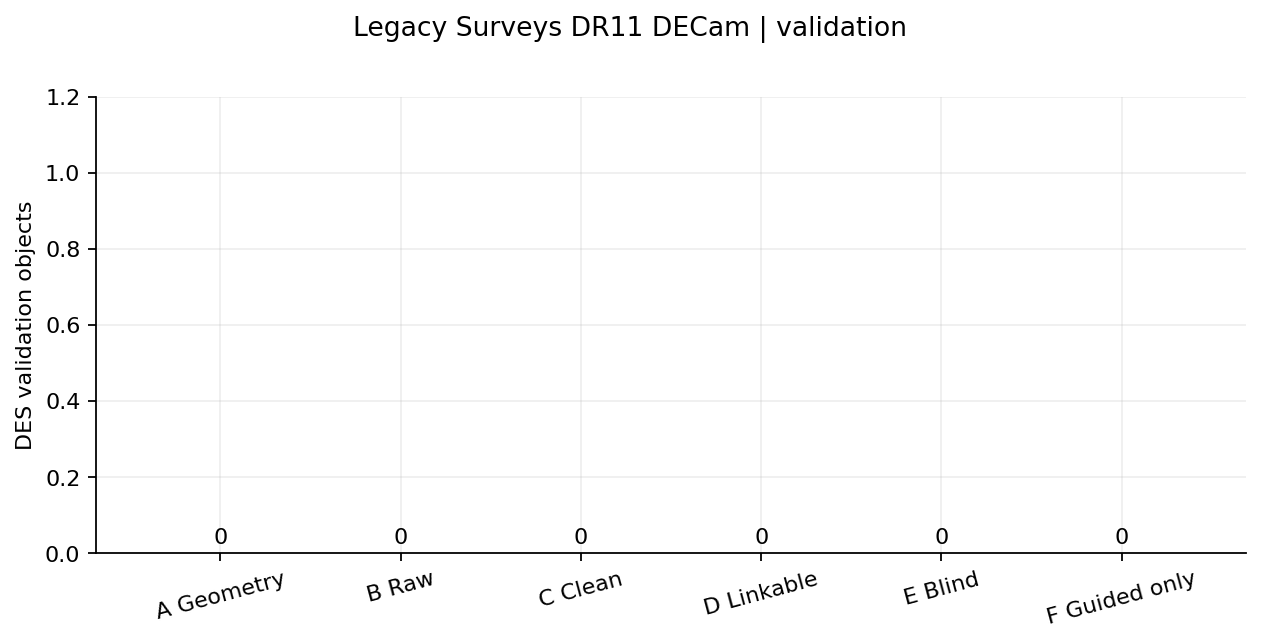 Legacy Surveys DR11 DECam | validation
DES validation objects
1.2
1.0
0.8
0.6
0.4
0.2
0.0
0 0 0 0 0 0
A Geometry B Raw C Clean D Linkable E Blind F Guided only